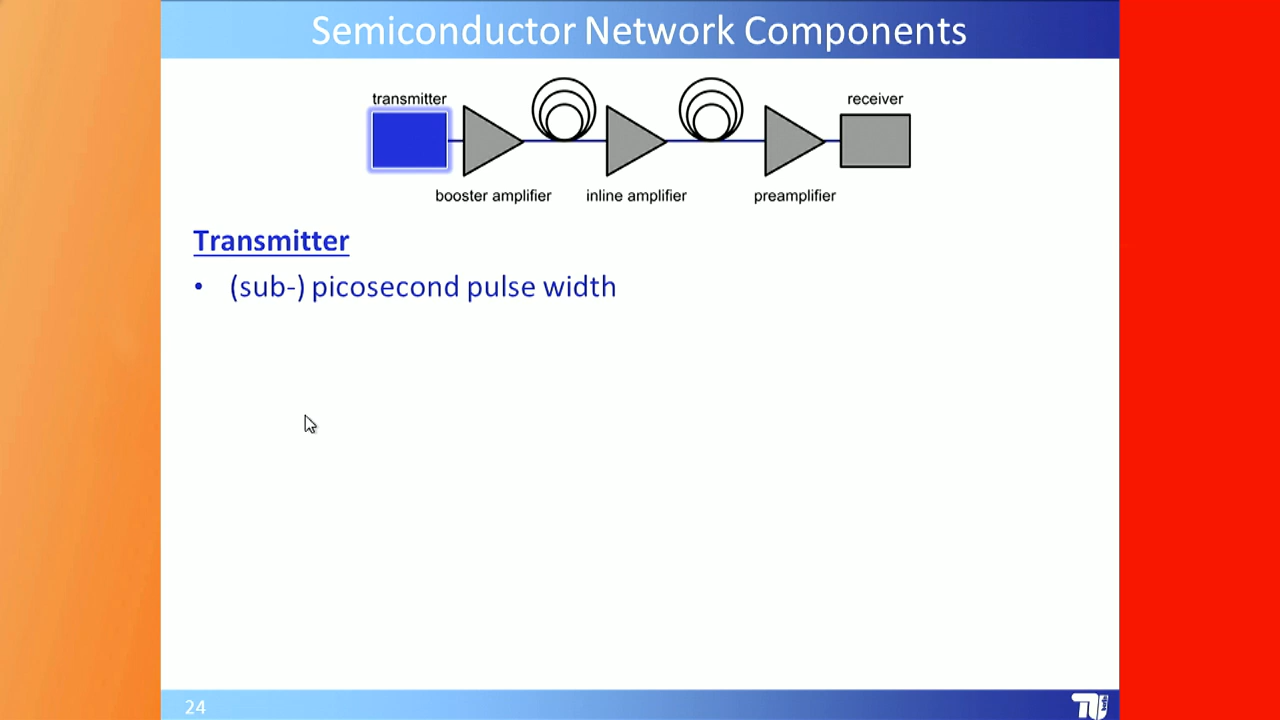 Semiconductor Network Components
transmitter
receiver
booster amplifier
inline amplifier
preamplifier
Transmitter
• (sub-) picosecond pulse width
24